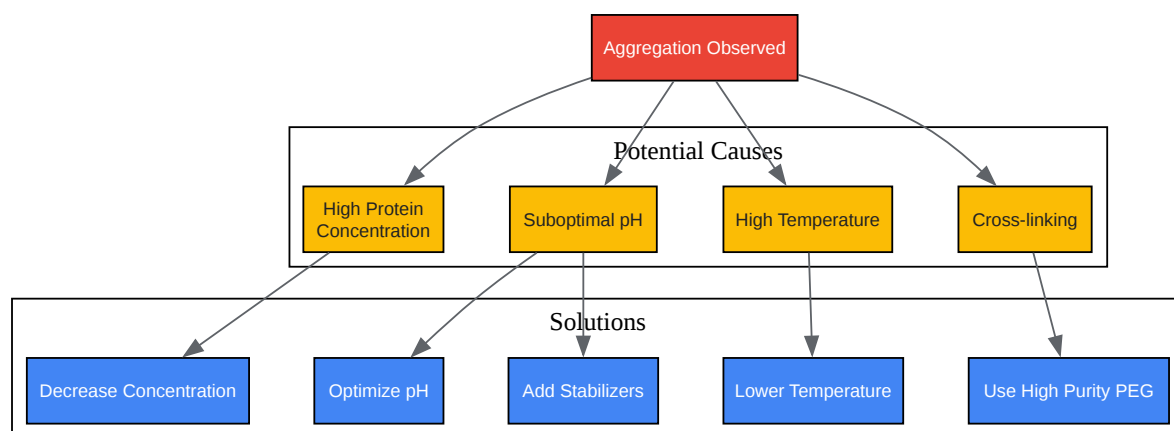 Aggregation Observed
Potential Causes
High Protein
Concentration
Suboptimal pH
High Temperature
Cross-linking
Solutions
Decrease Concentration
Optimize pH
Add Stabilizers
Lower Temperature
Use High Purity PEG